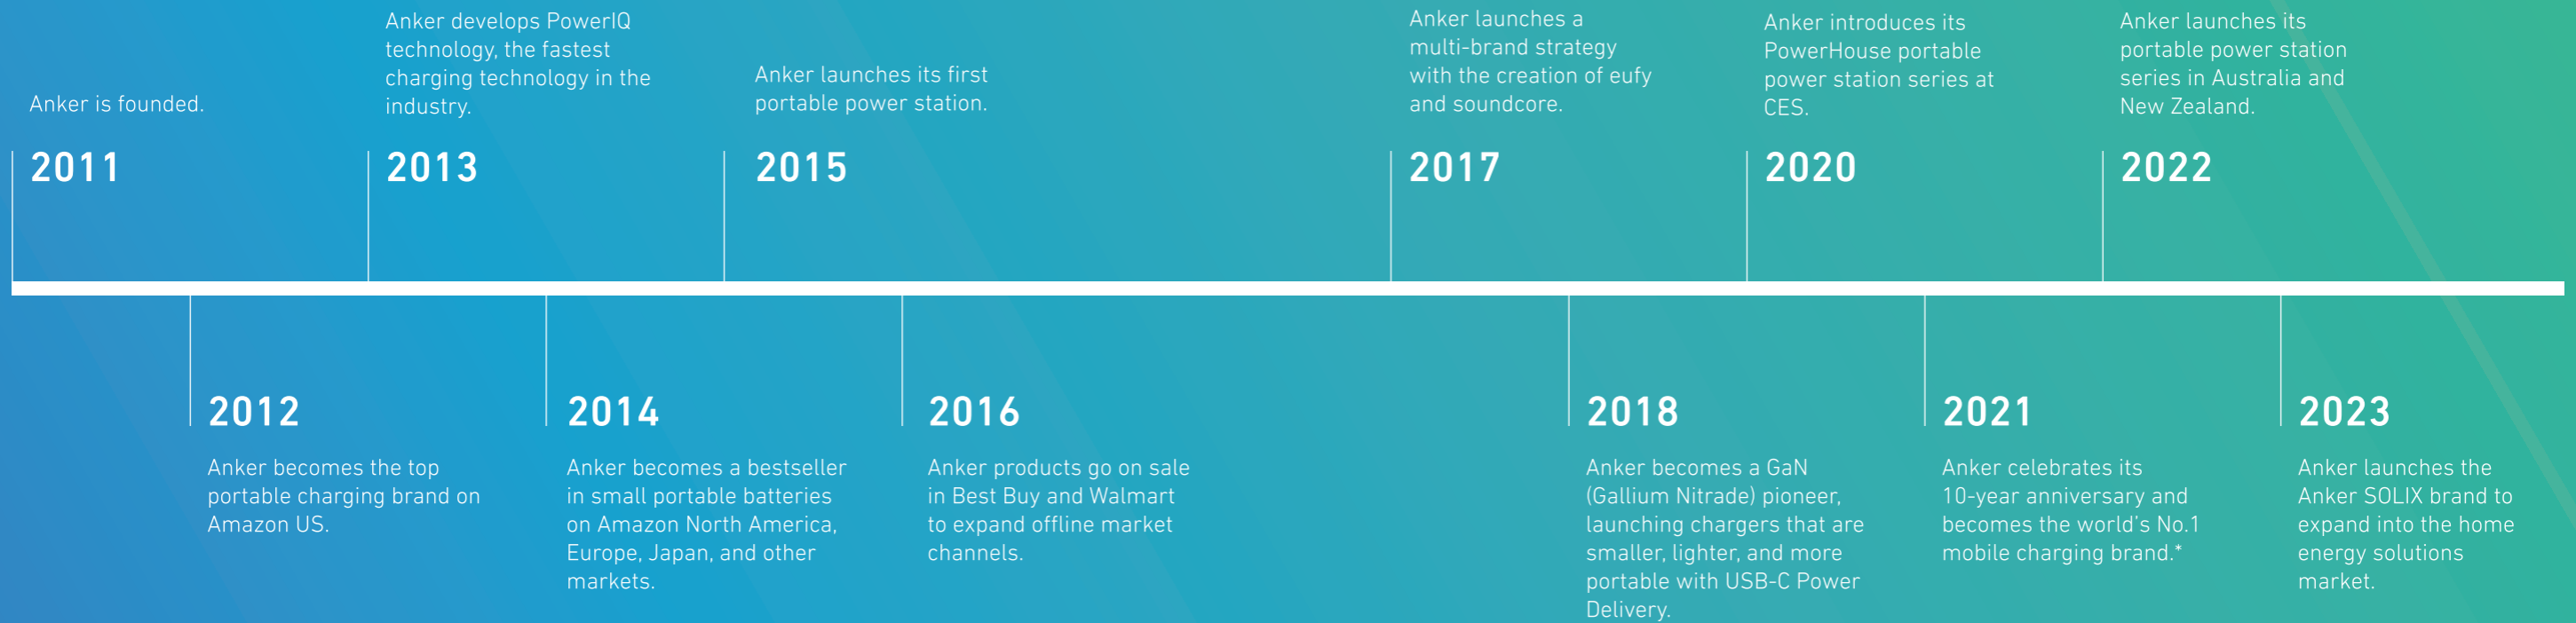 Anker is founded.
2011
2012
Anker becomes the top
portable charging brand on
Amazon US.
Anker develops PowerIQ
technology, the fastest
charging technology in the
industry.
2013
2014
Anker becomes a bestseller
in small portable batteries
on Amazon North America,
Europe, Japan, and other
markets.
Anker launches its first
portable power station.
2015
2016
Anker products go on sale
in Best Buy and Walmart
to expand offline market
channels.
Anker launches a
multi-brand strategy
with the creation of eufy
and soundcore.
2017
2018
Anker becomes a GaN
(Gallium Nitrade) pioneer,
launching chargers that are
smaller, lighter, and more
portable with USB-C Power
Delivery.
Anker introduces its
PowerHouse portable
power station series at
CES.
2020
2021
Anker celebrates its
10-year anniversary and
becomes the world's No.1
mobile charging brand.*
Anker launches its
portable power station
series in Australia and
New Zealand.
2022
2023
Anker launches the
Anker SOLIX brand to
expand into the home
energy solutions
market.